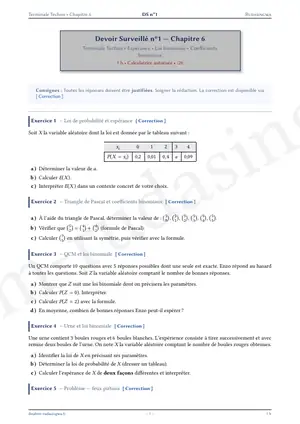 Terminale Techno • Chapitre 6 DS n°1
Devoir Surveillé n°1 — Chapitre 6
Terminale Techno • Espérance • Loi binomiale • Coefficients
binomiaux
1 h • Calculatrice autorisée • /20
Consignes : Toutes les réponses doivent être justifiées. Soigner la rédaction. La correction est disponible via
[ Correction ]
Exercice 1 – Loi de probabilité et espérance [ Correction ]
Soit X la variable aléatoire dont la loi est donnée par le tableau suivant :
x_i 0 1 2 3 4
P(X = x_i) 0,2 0,03 0,4 a 0,09
a ) Déterminer la valeur de a.
b ) Calculer E(X).
c ) Interpréter E(X) dans un contexte concret de votre choix.
Exercice 2 – Triangle de Pascal et coefficients binomiaux [ Correction ]
a ) À l'aide du triangle de Pascal, déterminer la valeur de :
b ) Vérifier que (formule de Pascal).
c ) Calculer en utilisant la symétrie, puis vérifier avec la formule.
Exercice 3 – QCM et loi binomiale [ Correction ]
Un QCM comporte 10 questions avec 5 réponses possibles dont une seule est exacte. Enzo répond au hasard
à toutes les questions. Soit Z la variable aléatoire comptant le nombre de bonnes réponses.
a ) Montrer que Z suit une loi binomiale dont on précisera les paramètres.
b ) Calculer P(Z = 0). Interpréter.
c ) Calculer P(Z = 2) avec la formule.
d ) En moyenne, combien de bonnes réponses Enzo peut-il espérer ?
Exercice 4 – Urne et loi binomiale [ Correction ]
Une urne contient 3 boules rouges et 6 boules blanches. L'expérience consiste à tirer successivement et avec
remise deux boules de l'urne. On note X la variable aléatoire comptant le nombre de boules rouges obtenues.
a ) Identifier la loi de X en précisant ses paramètres.
b ) Déterminer la loi de probabilité de X (dresser un tableau).
c ) Calculer l'espérance de X de deux façons différentes et interpréter.
Exercice 5 – Problème — Jeux [ Correction ]
– 1 –